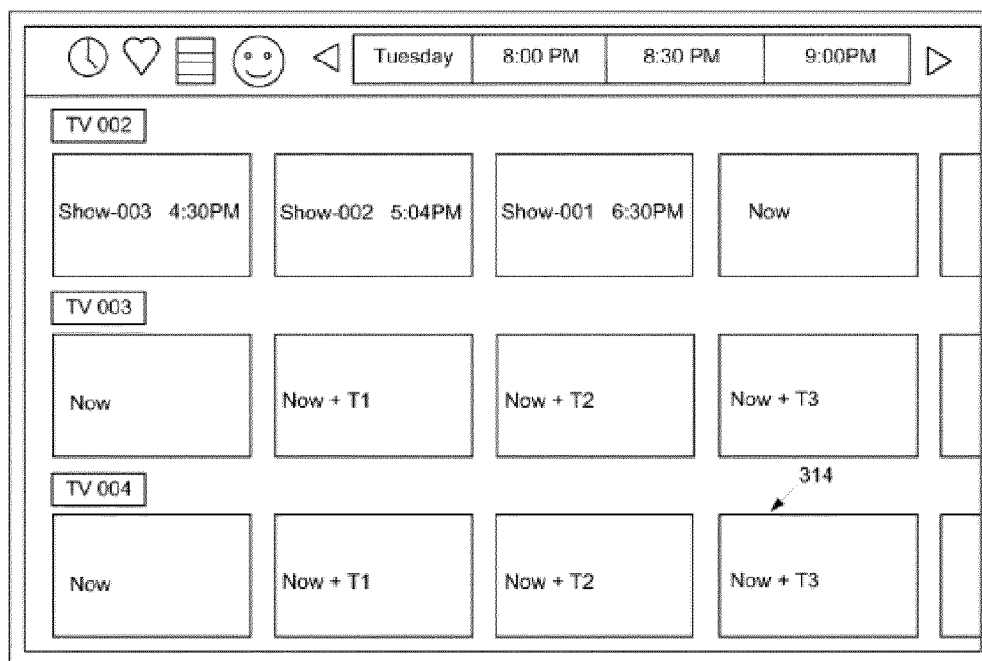 Tuesday 8:00 PM 8:30 PM 9:00PM
TV 002
Show-003 4:30PM Show-002 5:04PM Show-001 6:30PM Now
TV 003
Now Now + T1 Now + T2 Now + T3
TV 004
314
Now Now + T1 Now + T2 Now + T3